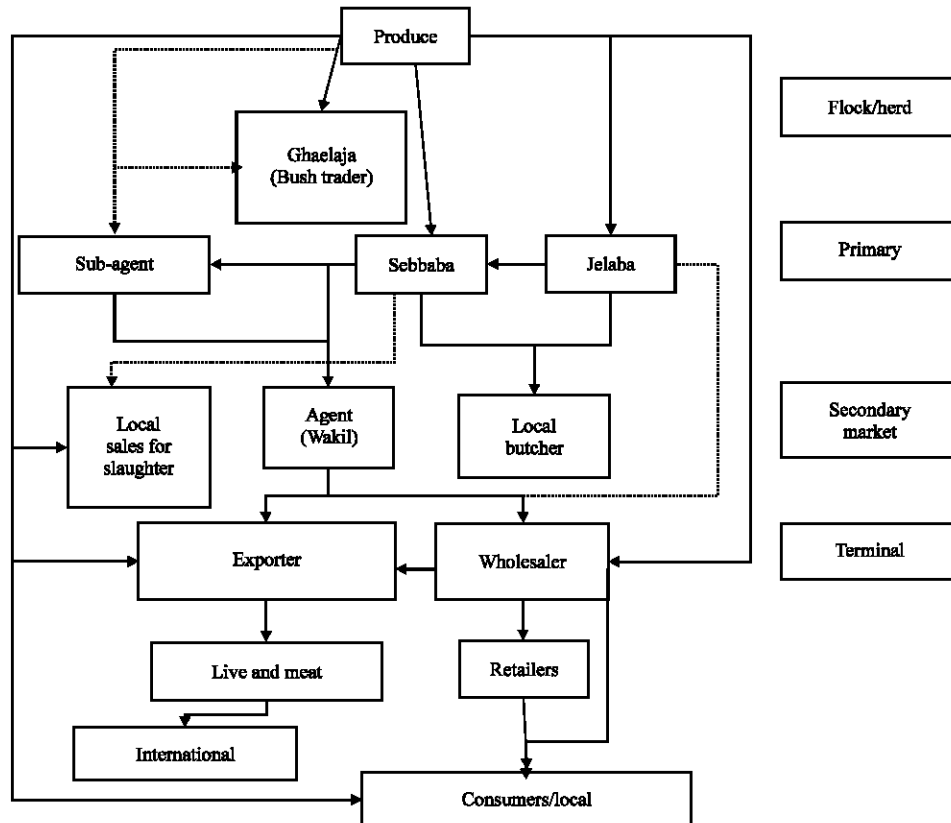 Produce
Flock/herd
Ghaelaja
(Bush trader)
Sub-agent
Sebbaba
Jelaba
Primary
Local
sales for
slaughter
Agent
(Wakil)
Local
butcher
Secondary
market
Exporter
Wholesaler
Terminal
Live and meat
Retailers
International
Consumers/local